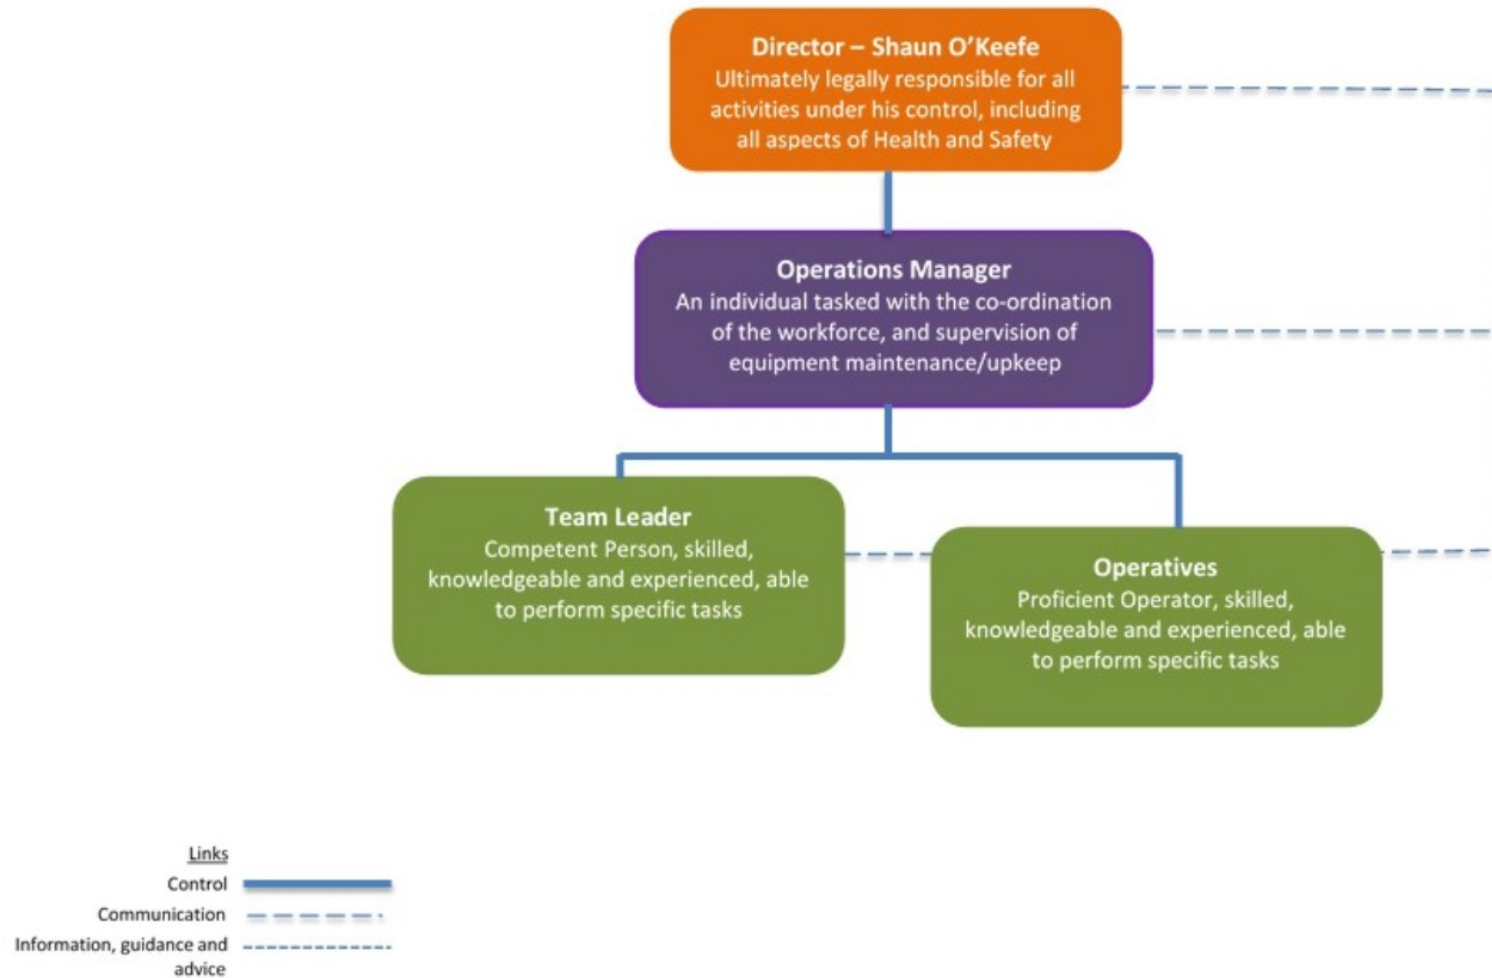 Director – Shaun O’Keefe
Ultimately legally responsible for all
activities under his control, including
all aspects of Health and Safety
Operations Manager
An individual tasked with the co-ordination
of the workforce, and supervision of
equipment maintenance/upkeep
Team Leader
Competent Person, skilled,
knowledgeable and experienced, able
to perform specific tasks
Operatives
Proficient Operator, skilled,
knowledgeable and experienced, able
to perform specific tasks
Links
Control
Communication
Information, guidance and
advice